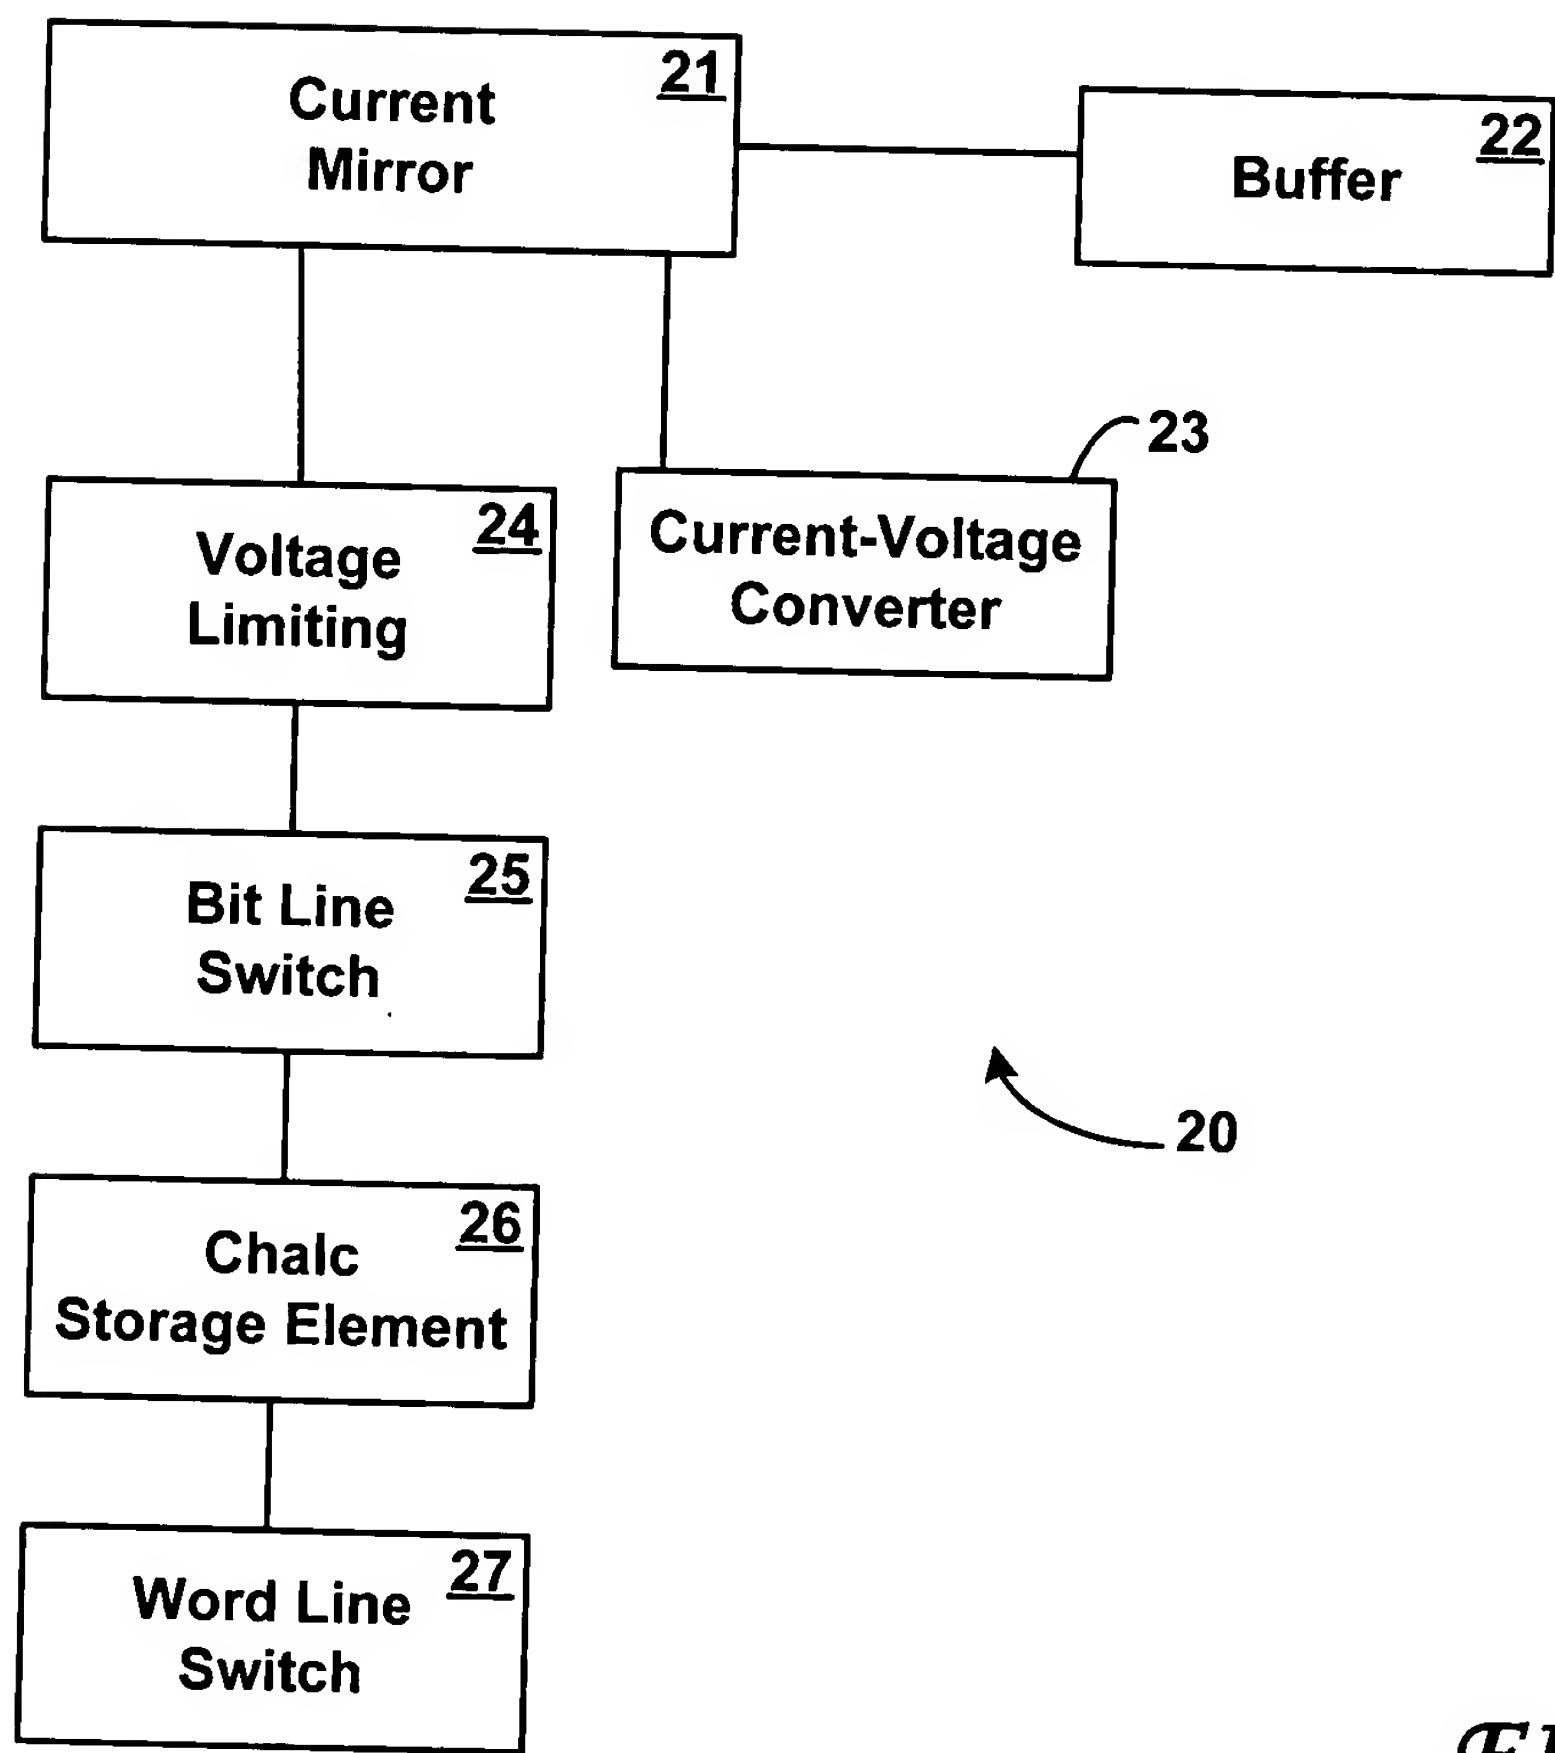 21
Current
Mirror
22
Buffer
23
24
Voltage
Limiting
Current-Voltage
Converter
25
Bit Line
Switch
20
26
Chalc
Storage Element
27
Word Line
Switch